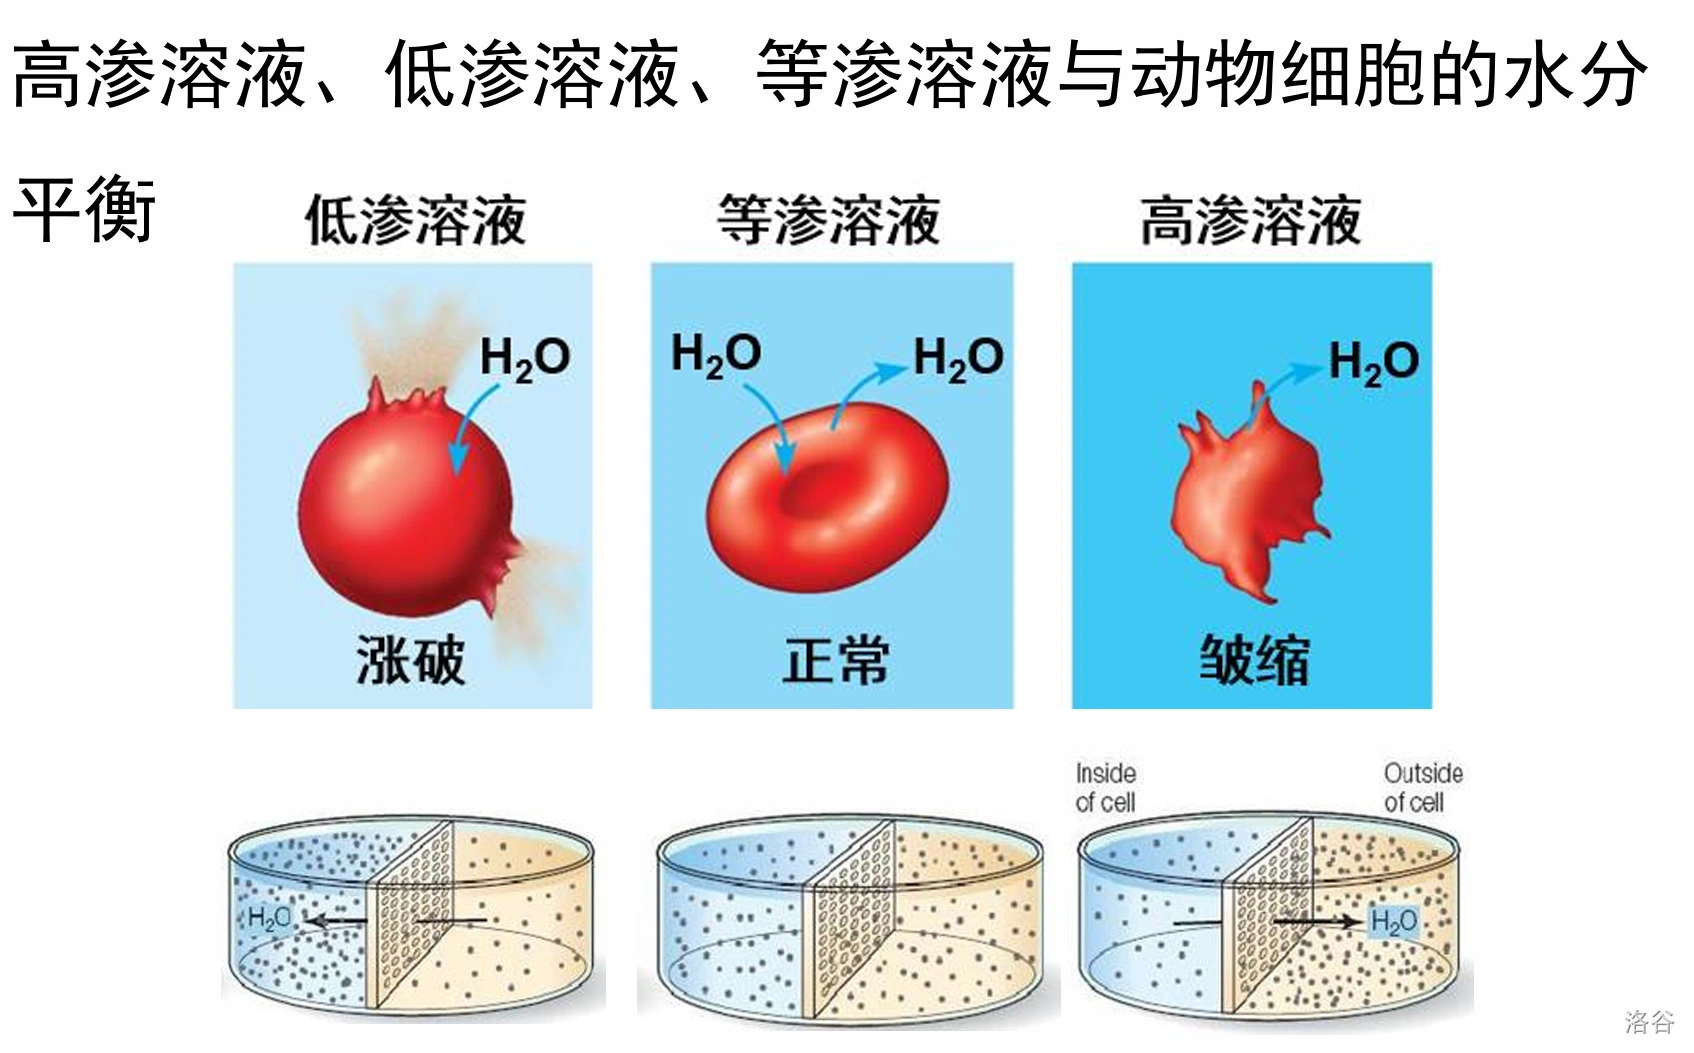 高渗溶液、低渗溶液、等渗溶液与动物细胞的水分
平衡
低渗溶液
等渗溶液
高渗溶液
H₂O
H₂O
H₂O
H₂O
涨破
正常
皱缩
Inside
of cell
Outside
of cell
H₂O
H₂O
洛谷